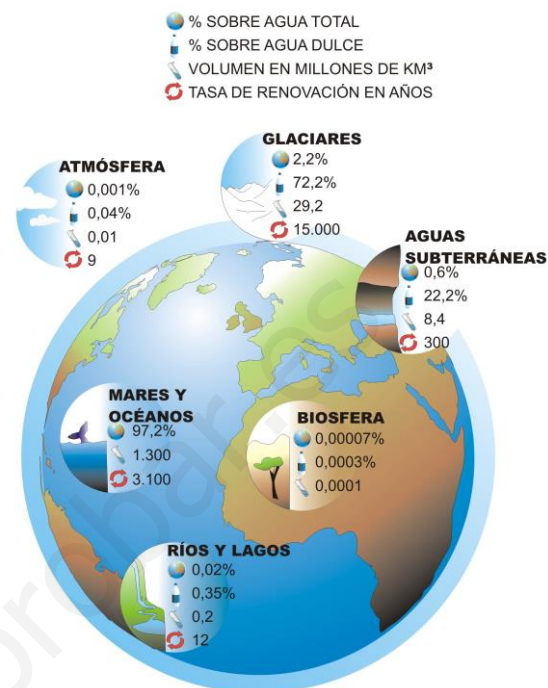 % SOBRE AGUA TOTAL
% SOBRE AGUA DULCE
VOLUMEN EN MILLONES DE KM³
TASA DE RENOVACIÓN EN AÑOS
GLACIARES
2,2%
72,2%
29,2
15.000
ATMÓSFERA
0,001%
0,04%
0,01
9
AGUAS
SUBTERRÁNEAS
0,6%
22,2%
8,4
300
MARES Y
OCÉANOS
97,2%
1.300
3.100
BIOSFERA
0,00007%
0,0003%
0,0001
RÍOS Y LAGOS
0,02%
0,35%
0,2
12